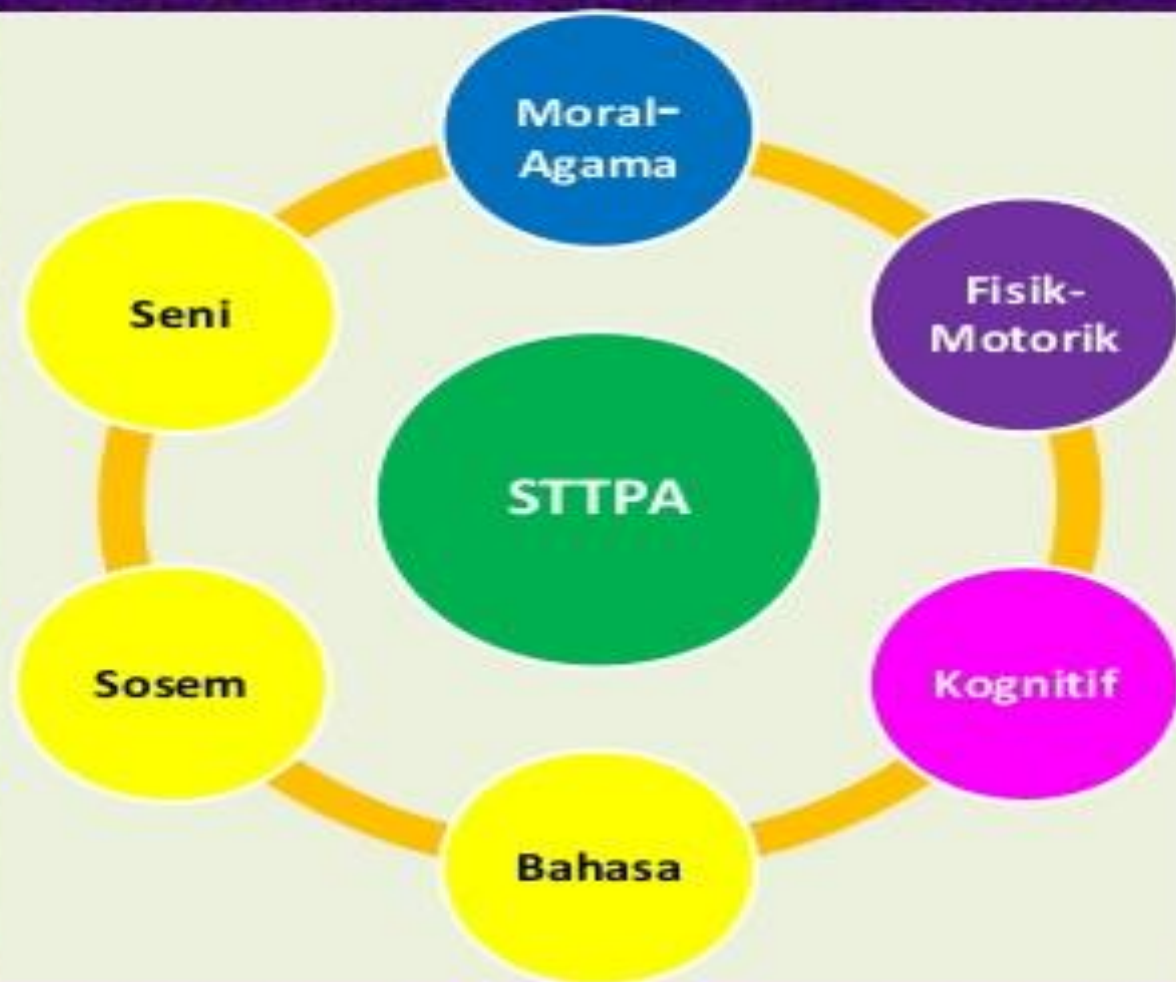 Moral-
Agama
Fisik-
Motorik
Kognitif
Bahasa
Sosem
Seni
STTPA